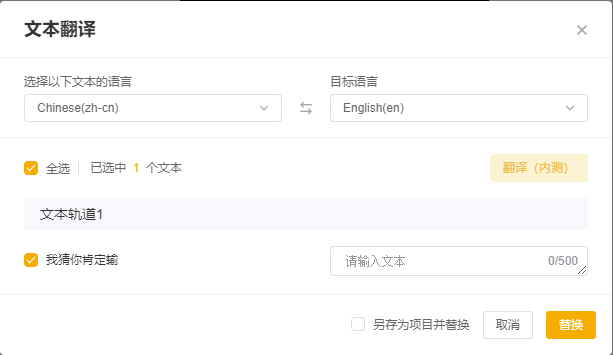 文本翻译
选择以下文本的语言
目标语言
Chinese(zh-cn)
English(en)
全选 已选中 1 个文本
翻译（内测）
文本轨道1
我猜你肯定输
请输入文本 0/500
另存为项目并替换 取消 替换